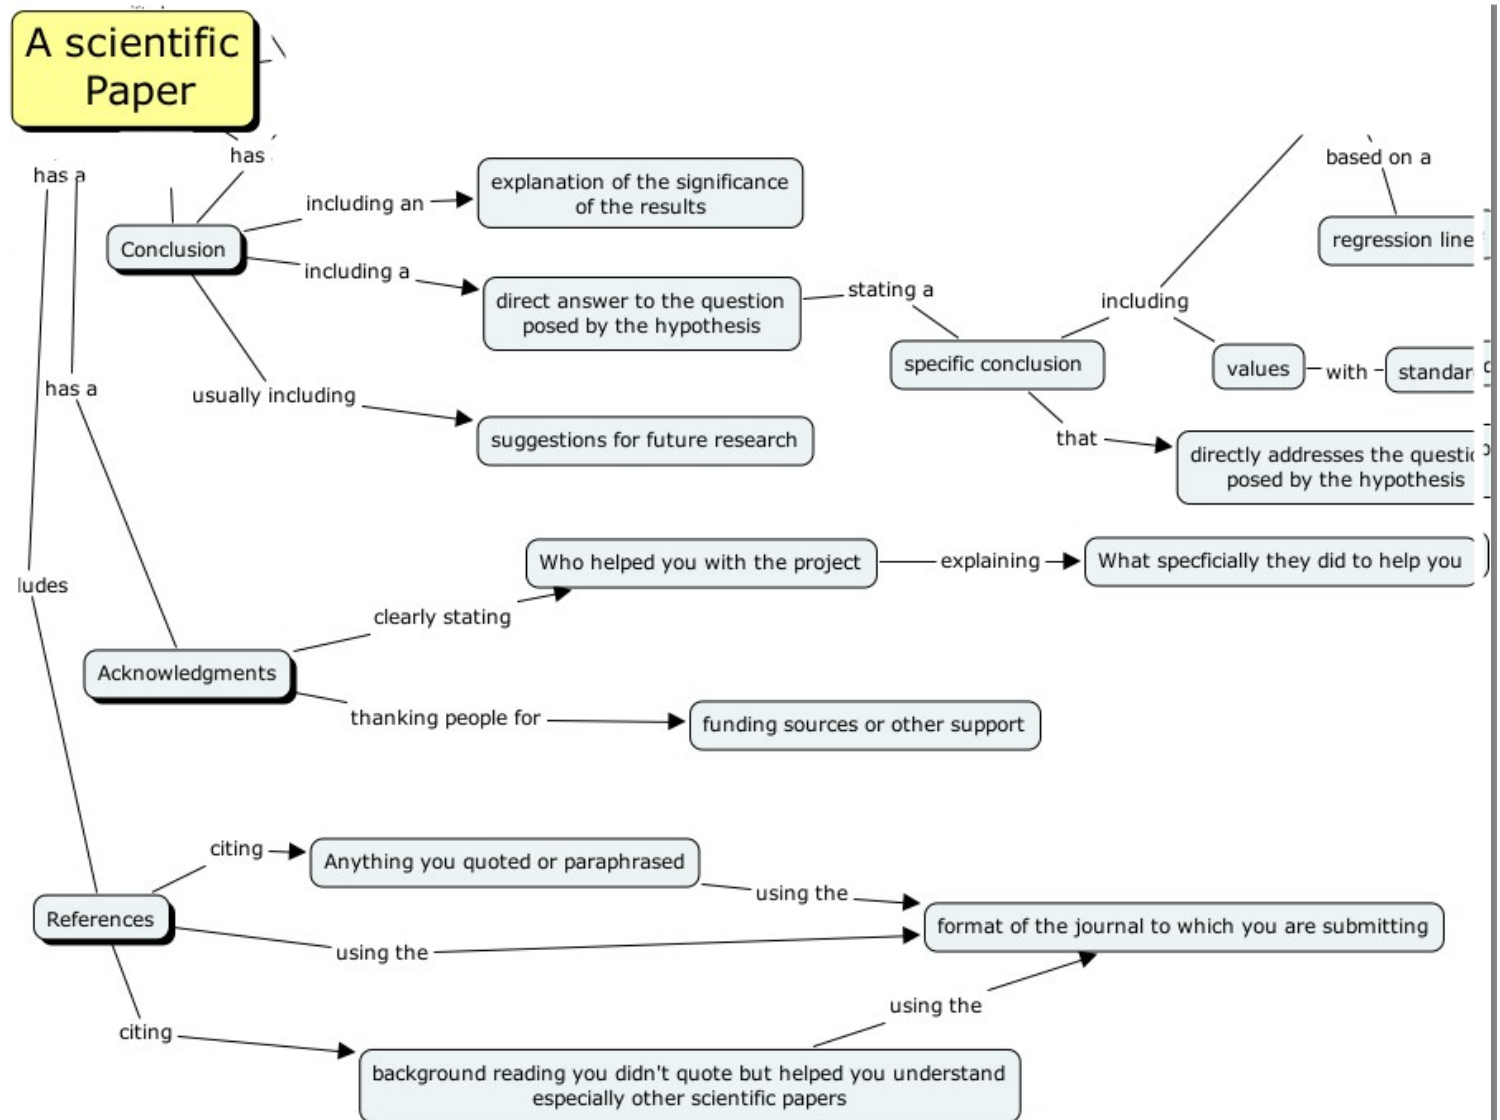 A scientific
Paper
has
has a
based on a
explanation of the significance
of the results
including an
Conclusion
regression line
including a
direct answer to the question
posed by the hypothesis
stating a
including
specific conclusion
values
with
has a
usually including
suggestions for future research
that
directly addresses the
posed by the hypothesis
Who helped you with the project
explaining
What specficially they did to help you
clearly stating
Acknowledgments
thanking people for
funding sources or other support
citing
Anything you quoted or paraphrased
using the
References
format of the journal to which you are submitting
using the
using the
citing
background reading you didn't quote but helped you understand
especially other scientific papers